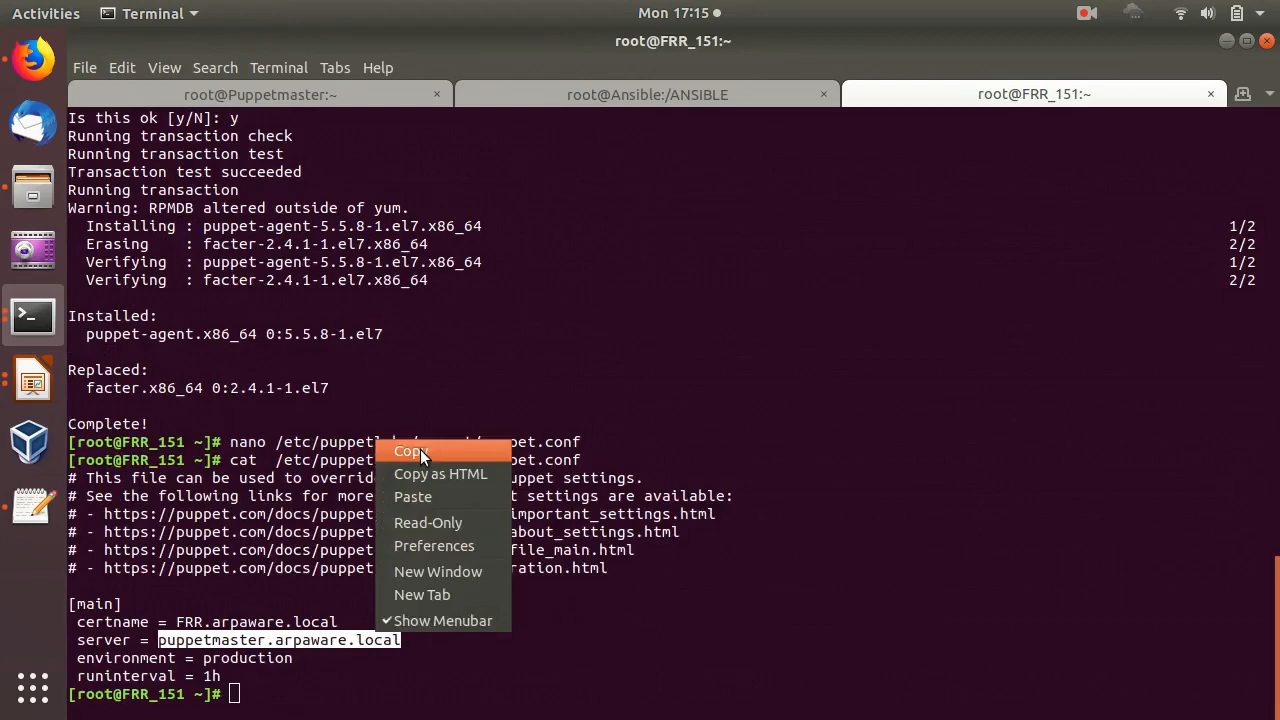 Activities Terminal Mon 17:15
root@FRR_151:~
File Edit View Search Terminal Tabs Help
root@Puppetmaster:~ × root@Ansible:/ANSIBLE × root@FRR_151:~ ×
Is this ok [y/N]: y
Running transaction check
Running transaction test
Transaction test succeeded
Running transaction
Warning: RPMDB altered outside of yum.
Installing : puppet-agent-5.5.8-1.el7.x86_64 1/2
Erasing : facter-2.4.1-1.el7.x86_64 2/2
Verifying : puppet-agent-5.5.8-1.el7.x86_64 1/2
Verifying : facter-2.4.1-1.el7.x86_64 2/2
Installed:
puppet-agent.x86_64 0:5.5.8-1.el7
Replaced:
facter.x86_64 0:2.4.1-1.el7
Complete!
[root@FRR_151 ~]# nano /etc/puppetl ppet.conf
[root@FRR_151 ~]# cat /etc/puppet pet.conf
# This file can be used to overrid uppet settings.
# See the following links for more t settings are available:
# - https://puppet.com/docs/puppet important_settings.html
# - https://puppet.com/docs/puppet about_settings.html
# - https://puppet.com/docs/puppet file_main.html
# - https://puppet.com/docs/puppet ration.html
[main]
certname = FRR.arpaware.local
server = puppetmaster.arpaware.local
environment = production
runinterval = 1h
[root@FRR_151 ~]#
Copy
Copy as HTML
Paste
Read-Only
Preferences
New Window
New Tab
Show Menubar